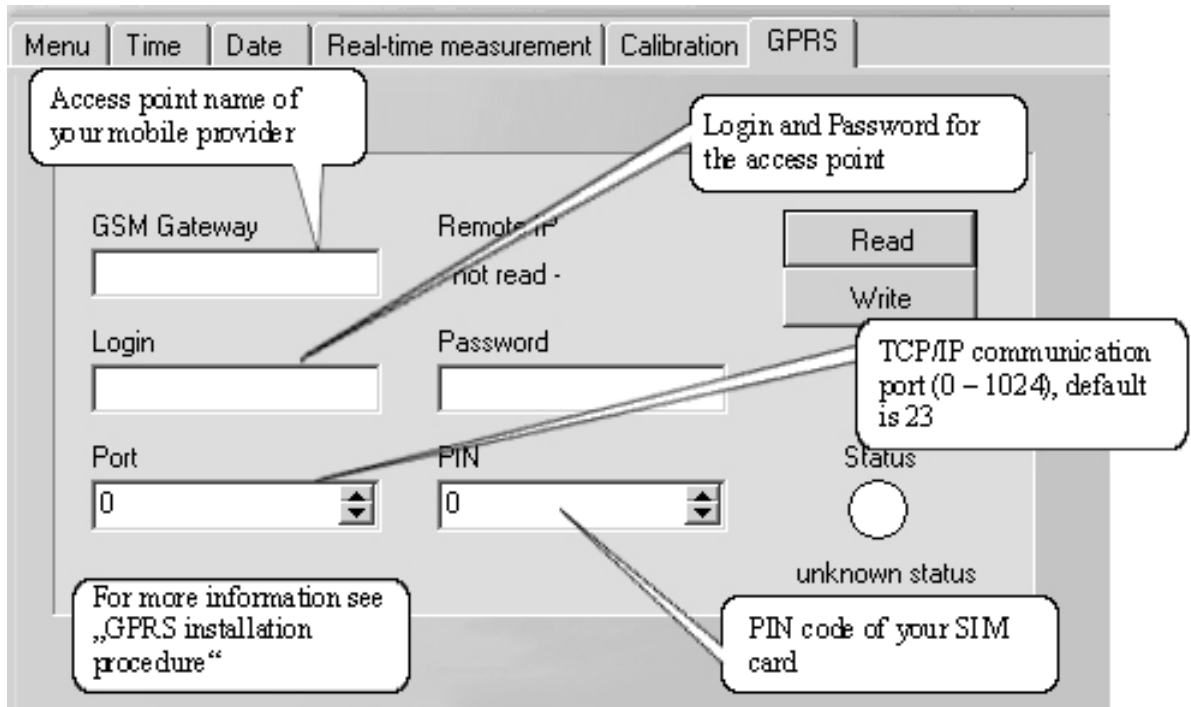 Menu Time Date Real-time measurement Calibration GPRS
Access point name of
your mobile provider
Login and Password for
the access point
GSM Gateway
Remote IP
not read -
Read
Write
Login
Password
TCP/IP communication
port (0 – 1024), default
is 23
Port
0
PIN
0
Status
unknown status
For more information see
„GPRS installation
procedure“
PIN code of your SIM
card